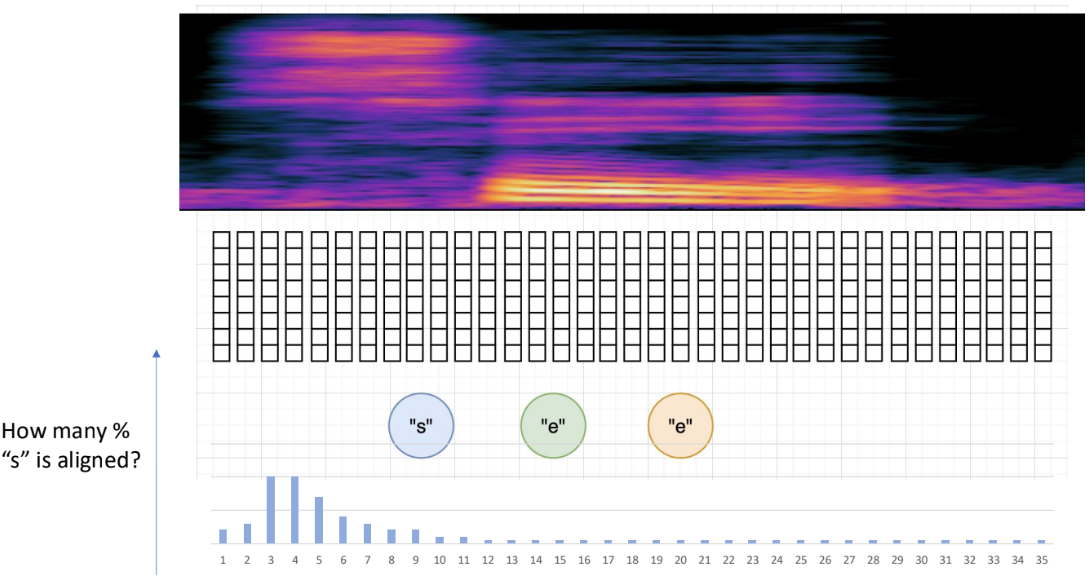 "s"
"e"
"e"
How many %
“s” is aligned?
1 2 3 4 5 6 7 8 9 10 11 12 13 14 15 16 17 18 19 20 21 22 23 24 25 26 27 28 29 30 31 32 33 34 35